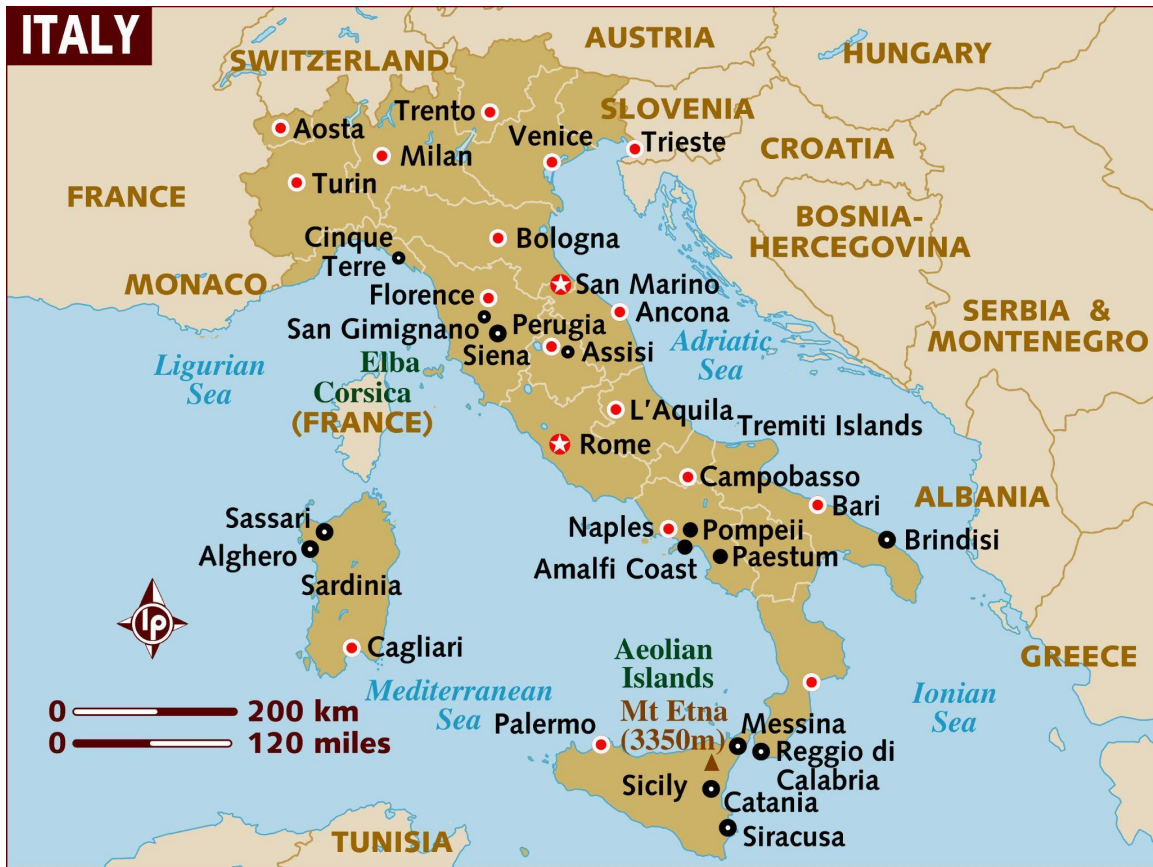 ITALY
AUSTRIA
HUNGARY
SWITZERLAND
SLOVENIA
Trento
Aosta
Venice
Trieste
Milan
CROATIA
Turin
FRANCE
BOSNIA-
HERCEGOVINA
Cinque
Terre
Bologna
MONACO
San Marino
Florence
Ancona
SERBIA &
MONTENEGRO
San Gimignano
Perugia
Siena
Assisi
Adriatic
Sea
Ligurian
Sea
Elba
Corsica
(FRANCE)
L'Aquila
Tremiti Islands
Rome
Campobasso
ALBANIA
Bari
Sassari
Naples
Pompeii
Brindisi
Alghero
Amalfi Coast
Paestum
Sardinia
lp
Cagliari
Aeolian
Islands
GREECE
Mediterranean
Sea
Ionian
Sea
0 200 km
0 120 miles
Mt Etna
(3350m)
Palermo
Messina
Reggio di
Calabria
Sicily
Catania
Siracusa
TUNISIA